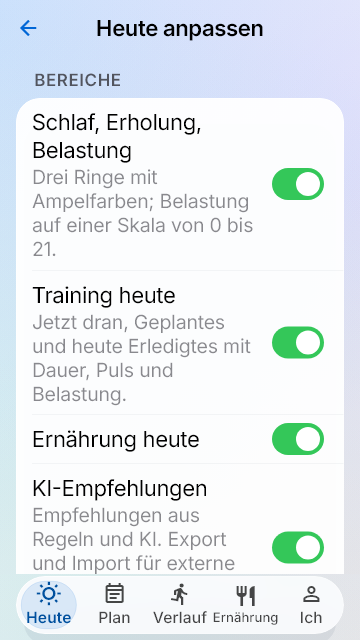 Heute anpassen
BEREICHE
Schlaf, Erholung,
Belastung
Drei Ringe mit
Ampelfarben; Belastung
auf einer Skala von 0 bis
21.
Training heute
Jetzt dran, Geplantes
und heute Erledigtes mit
Dauer, Puls und
Belastung.
Ernährung heute
KI-Empfehlungen
Empfehlungen aus
Regeln und KI. Export
und Import für externe
Heute Plan Verlauf Ernährung Ich